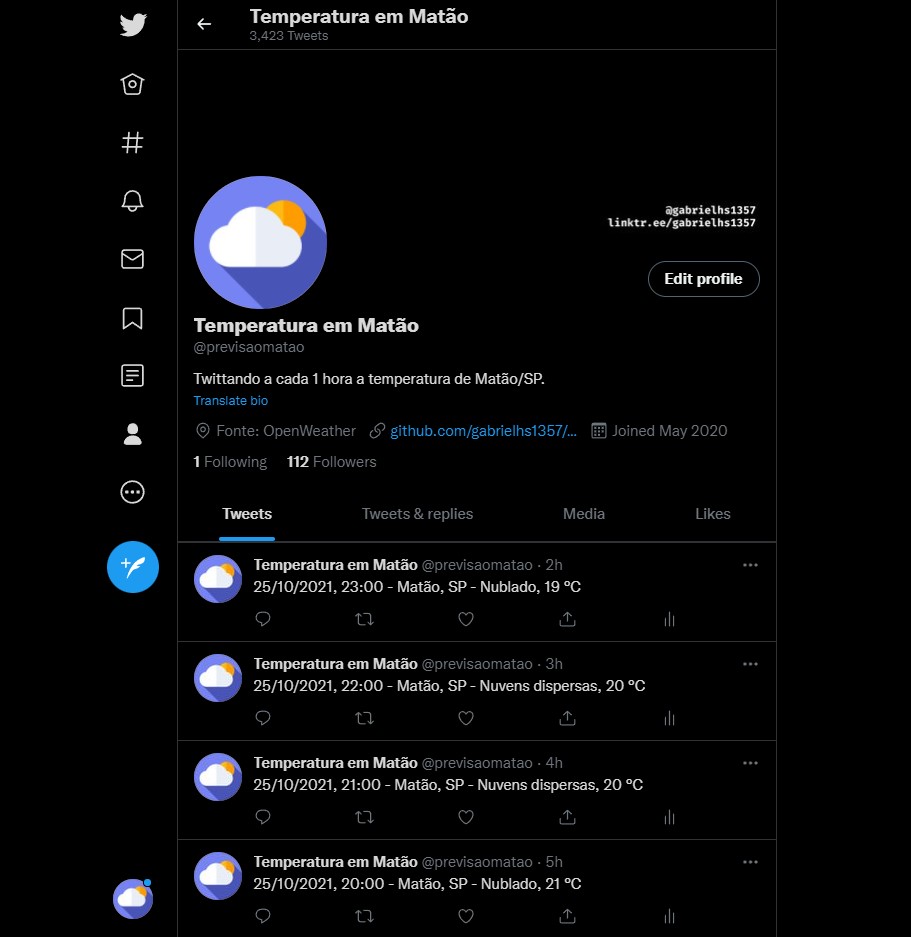 Temperatura em Matão
3,423 Tweets
@gabrielhs1357
linktr.ee/gabrielhs1357
Edit profile
Temperatura em Matão
@previsaomatao
Twittando a cada 1 hora a temperatura de Matão/SP.
Translate bio
Fonte: OpenWeather github.com/gabrielhs1357/... Joined May 2020
1 Following 112 Followers
Tweets Tweets & replies Media Likes
Temperatura em Matão @previsaomatao · 2h
25/10/2021, 23:00 - Matão, SP - Nublado, 19 ºC
Temperatura em Matão @previsaomatao · 3h
25/10/2021, 22:00 - Matão, SP - Nuvens dispersas, 20 ºC
Temperatura em Matão @previsaomatao · 4h
25/10/2021, 21:00 - Matão, SP - Nuvens dispersas, 20 ºC
Temperatura em Matão @previsaomatao · 5h
25/10/2021, 20:00 - Matão, SP - Nublado, 21 ºC